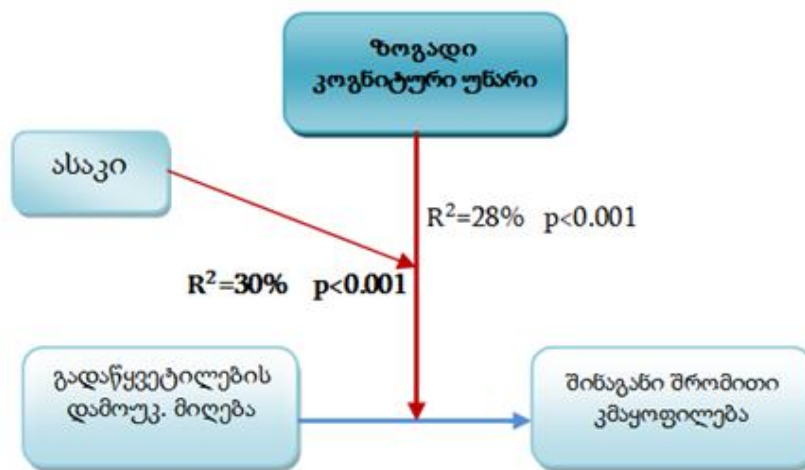 ზოგადი
კოგნიტური უნარი
ასაკი
R²=28% p<0.001
R²=30% p<0.001
გადაწყვეტილების
დამოუკ. მიღება
შინაგანი შრომითი
კმაყოფილება